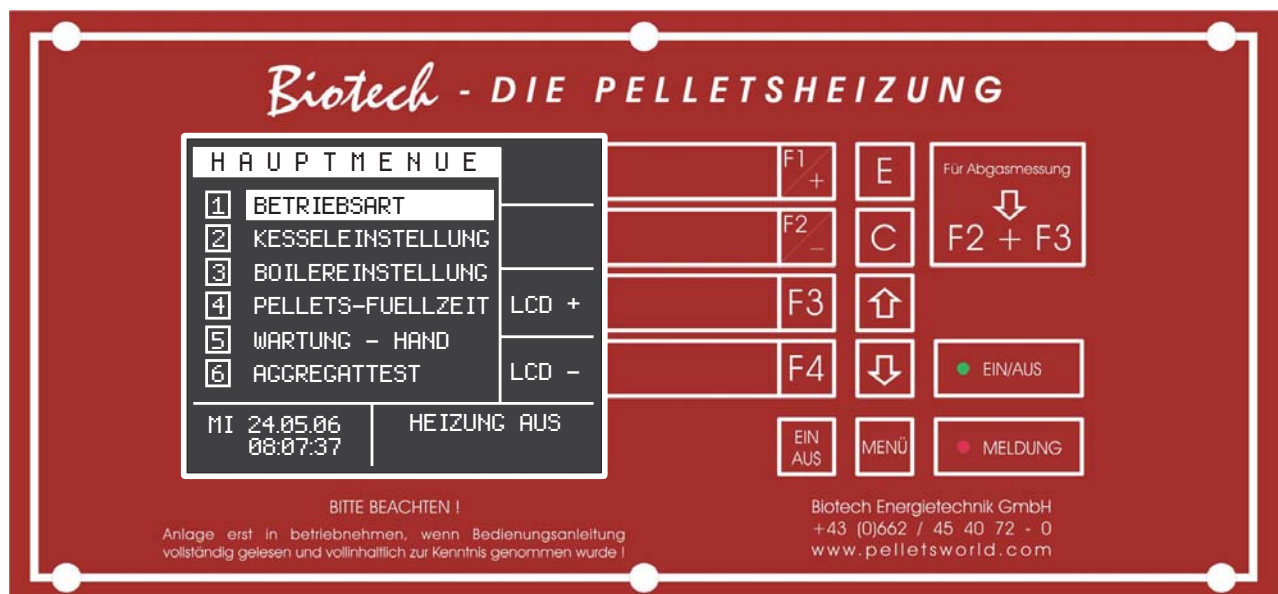 Biotech - DIE PELLETSHEIZUNG
HAUPTMENUE
1 BETRIEBSART
2 KESSELEINSTELLUNG
3 BOILEREINSTELLUNG
4 PELLETS-FUELLZEIT
5 WARTUNG - HAND
6 AGGREGATTEST
LCD +
LCD -
MI 24.05.06
08:07:37
HEIZUNG AUS
F1 +
F2 -
F3
F4
E
C
Für Abgasmessung
F2 + F3
EIN/AUS
EIN
AUS
MENÜ
MELDUNG
BITTE BEACHTEN !
Anlage erst in betriebnehmen, wenn Bedienungsanleitung
vollständig gelesen und vollinhaltlich zur Kenntnis genommen wurde !
Biotech Energietechnik GmbH
+43 (0)662 / 45 40 72 - 0
www.pelletsworld.com